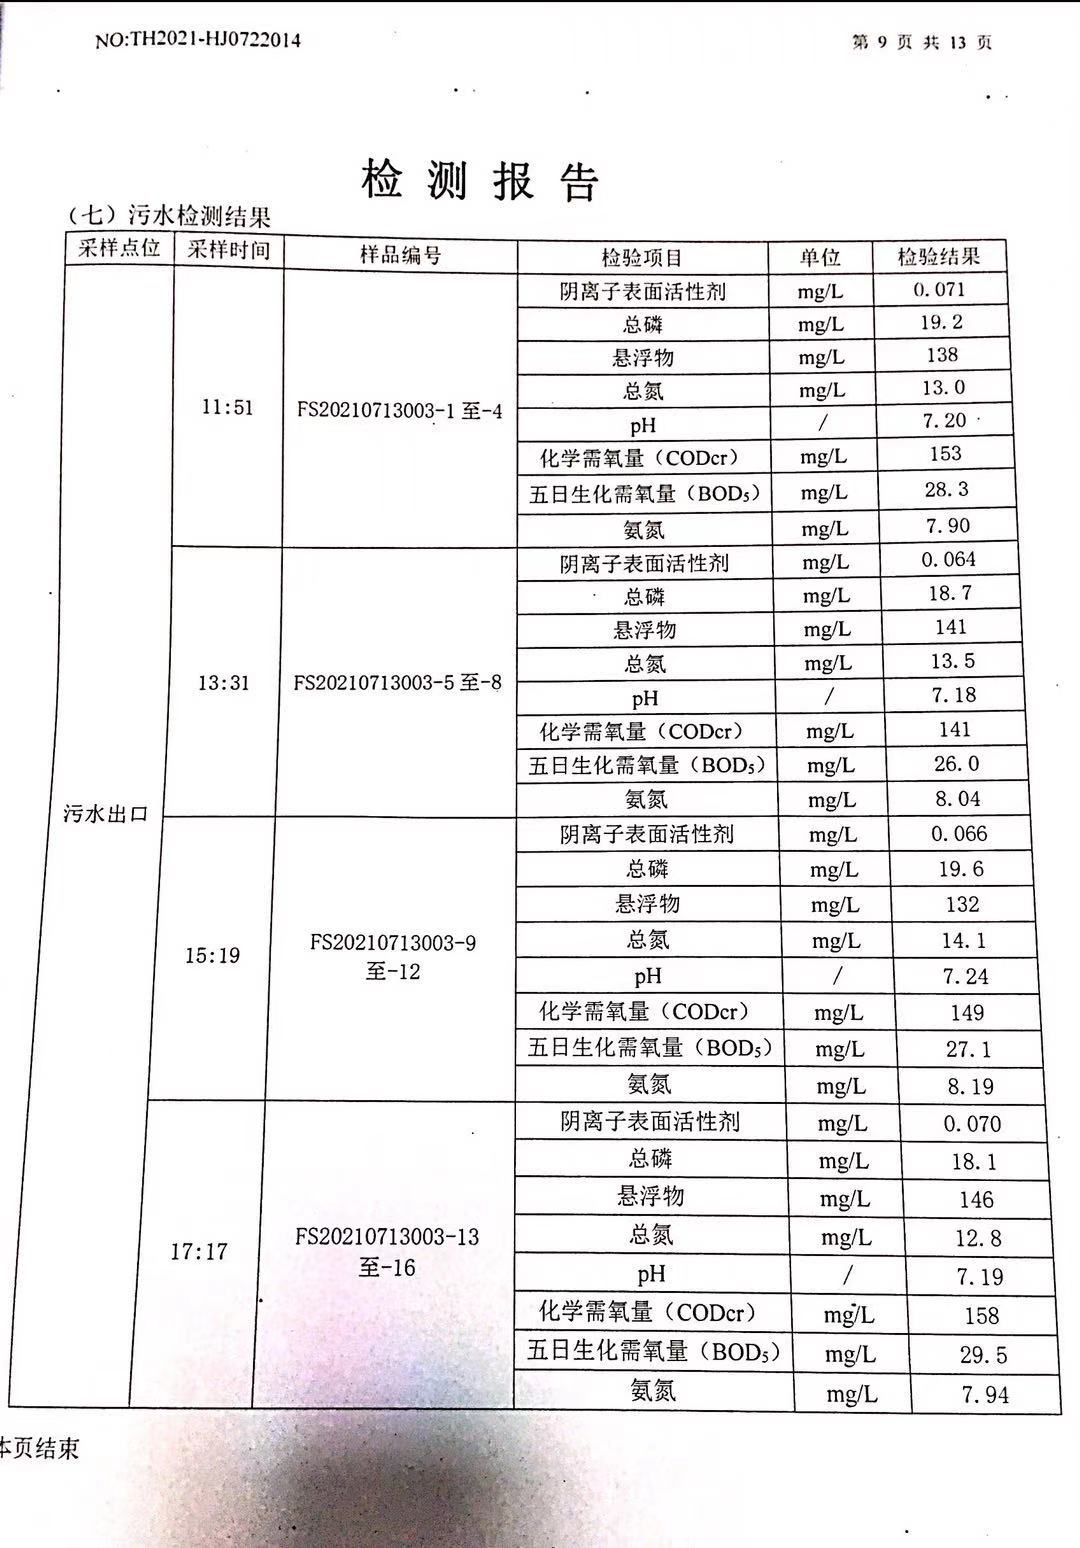 NO:TH2021-HJ0722014
第 9 页 共 13 页
检 测 报 告
（七）污水检测结果
采样点位 采样时间 样品编号 检验项目 单位 检验结果
污水出口
11:51 FS20210713003-1 至-4
阴离子表面活性剂 mg/L 0.071
总磷 mg/L 19.2
悬浮物 mg/L 138
总氮 mg/L 13.0
pH / 7.20
化学需氧量（CODcr） mg/L 153
五日生化需氧量（BOD₅） mg/L 28.3
氨氮 mg/L 7.90
13:31 FS20210713003-5 至-8
阴离子表面活性剂 mg/L 0.064
总磷 mg/L 18.7
悬浮物 mg/L 141
总氮 mg/L 13.5
pH / 7.18
化学需氧量（CODcr） mg/L 141
五日生化需氧量（BOD₅） mg/L 26.0
氨氮 mg/L 8.04
15:19 FS20210713003-9
至-12
阴离子表面活性剂 mg/L 0.066
总磷 mg/L 19.6
悬浮物 mg/L 132
总氮 mg/L 14.1
pH / 7.24
化学需氧量（CODcr） mg/L 149
五日生化需氧量（BOD₅） mg/L 27.1
氨氮 mg/L 8.19
17:17 FS20210713003-13
至-16
阴离子表面活性剂 mg/L 0.070
总磷 mg/L 18.1
悬浮物 mg/L 146
总氮 mg/L 12.8
pH / 7.19
化学需氧量（CODcr） mg/L 158
五日生化需氧量（BOD₅） mg/L 29.5
氨氮 mg/L 7.94
本页结束